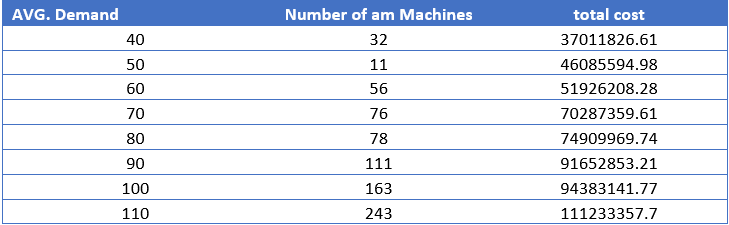 AVG. Demand Number of am Machines total cost
40 32 37011826.61
50 11 46085594.98
60 56 51926208.28
70 76 70287359.61
80 78 74909969.74
90 111 91652853.21
100 163 94383141.77
110 243 111233357.7